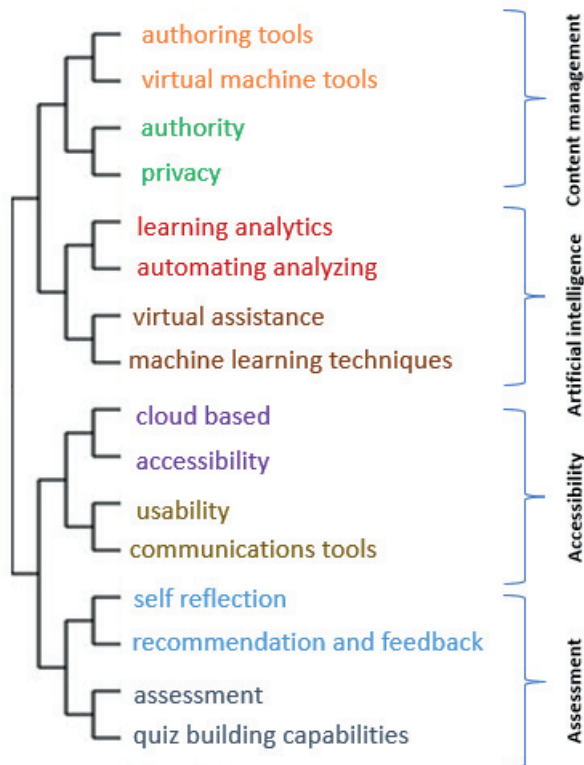 authoring tools
virtual machine tools
authority
privacy
Content management
learning analytics
automating analyzing
virtual assistance
machine learning techniques
Artificial intelligence
cloud based
accessibility
usability
communications tools
Accessibility
self reflection
recommendation and feedback
assessment
quiz building capabilities
Assessment